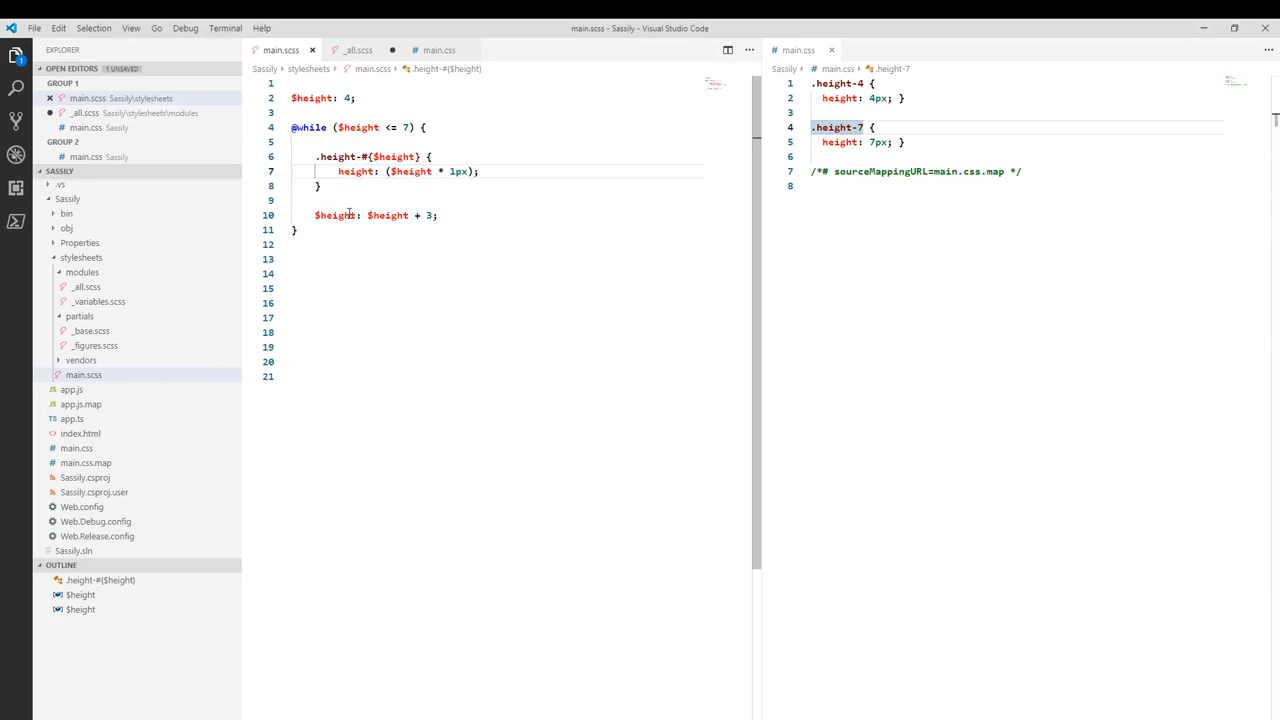 File Edit Selection View Go Debug Terminal Help
main.scss - Sassily - Visual Studio Code
EXPLORER
OPEN EDITORS 1 UNSAVED
GROUP 1
main.scss Sassily\stylesheets
_all.scss Sassily\stylesheets\modules
main.css Sassily
GROUP 2
main.css Sassily
SASSILY
.vs
Sassily
bin
obj
Properties
stylesheets
modules
_all.scss
_variables.scss
partials
_base.scss
_figures.scss
vendors
main.scss
app.js
app.js.map
app.ts
index.html
main.css
main.css.map
Sassily.csproj
Sassily.csproj.user
Web.config
Web.Debug.config
Web.Release.config
Sassily.sln
OUTLINE
.height-#{$height}
$height
$height
main.scss _all.scss main.css
Sassily stylesheets main.scss .height-#{$height}
1
2 $height: 4;
3
4 @while ($height <= 7) {
5
6 .height-#{$height} {
7 height: ($height * 1px);
8 }
9
10 $height: $height + 3;
11 }
12
13
14
15
16
17
18
19
20
21
main.css
Sassily main.css .height-7
1 .height-4 {
2 height: 4px; }
3
4 .height-7 {
5 height: 7px; }
6
7 /*# sourceMappingURL=main.css.map */
8